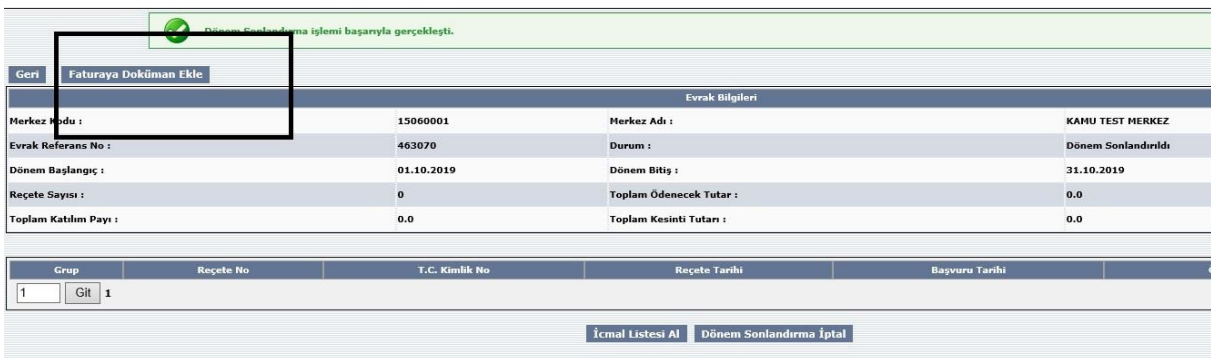 Dönem Sonlandırma işlemi başarıyla gerçekleşti.
Geri Faturaya Doküman Ekle
Evrak Bilgileri
Merkez Kodu : 15060001 Merkez Adı : KAMU TEST MERKEZ
Evrak Referans No : 463070 Durum : Dönem Sonlandırıldı
Dönem Başlangıç : 01.10.2019 Dönem Bitiş : 31.10.2019
Reçete Sayısı : 0 Toplam Ödenecek Tutar : 0.0
Toplam Katılım Payı : 0.0 Toplam Kesinti Tutarı : 0.0
Grup Reçete No T.C. Kimlik No Reçete Tarihi Başvuru Tarihi
1 Git 1
İcmal Listesi Al Dönem Sonlandırma İptal